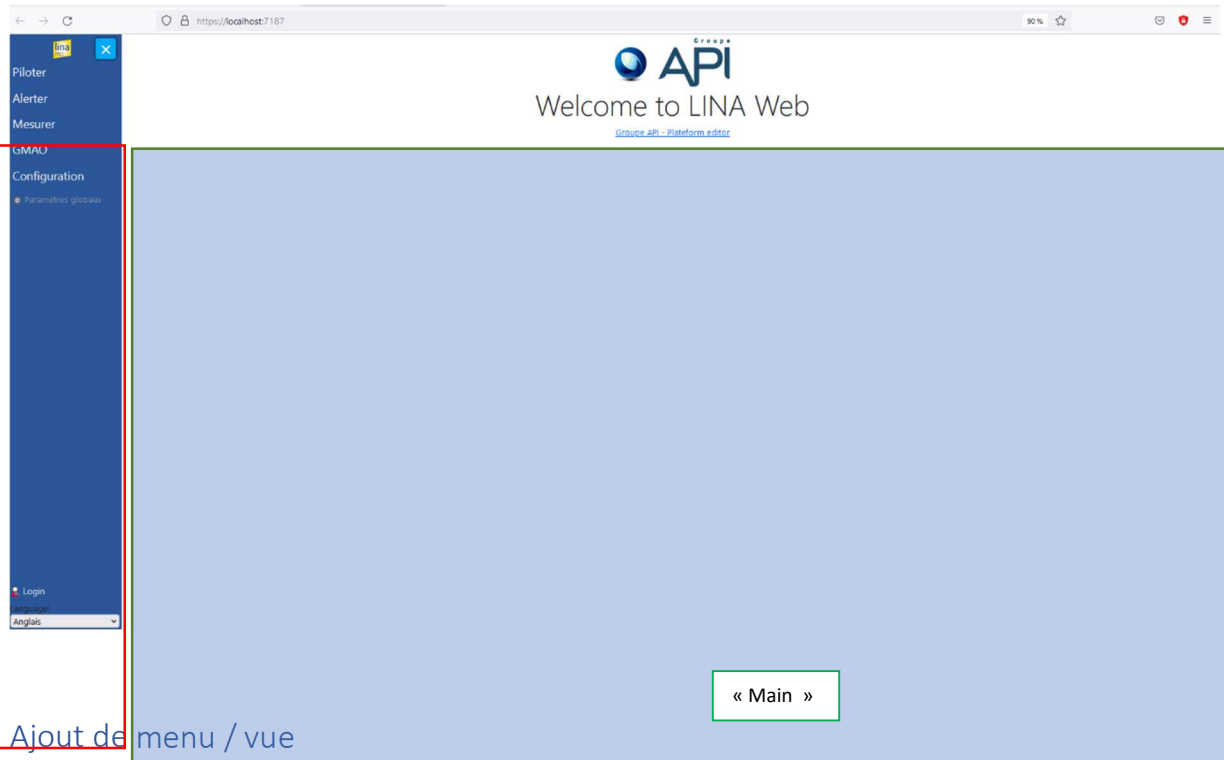 https://localhost:7187
90 %
lina
Piloter
Alerter
Mesurer
GMAO
Configuration
Paramètres globaux
Groupe
API
Welcome to LINA Web
Groupe API - Plateform editor
Login
Language:
Anglais
« Main »
Ajout de menu / vue